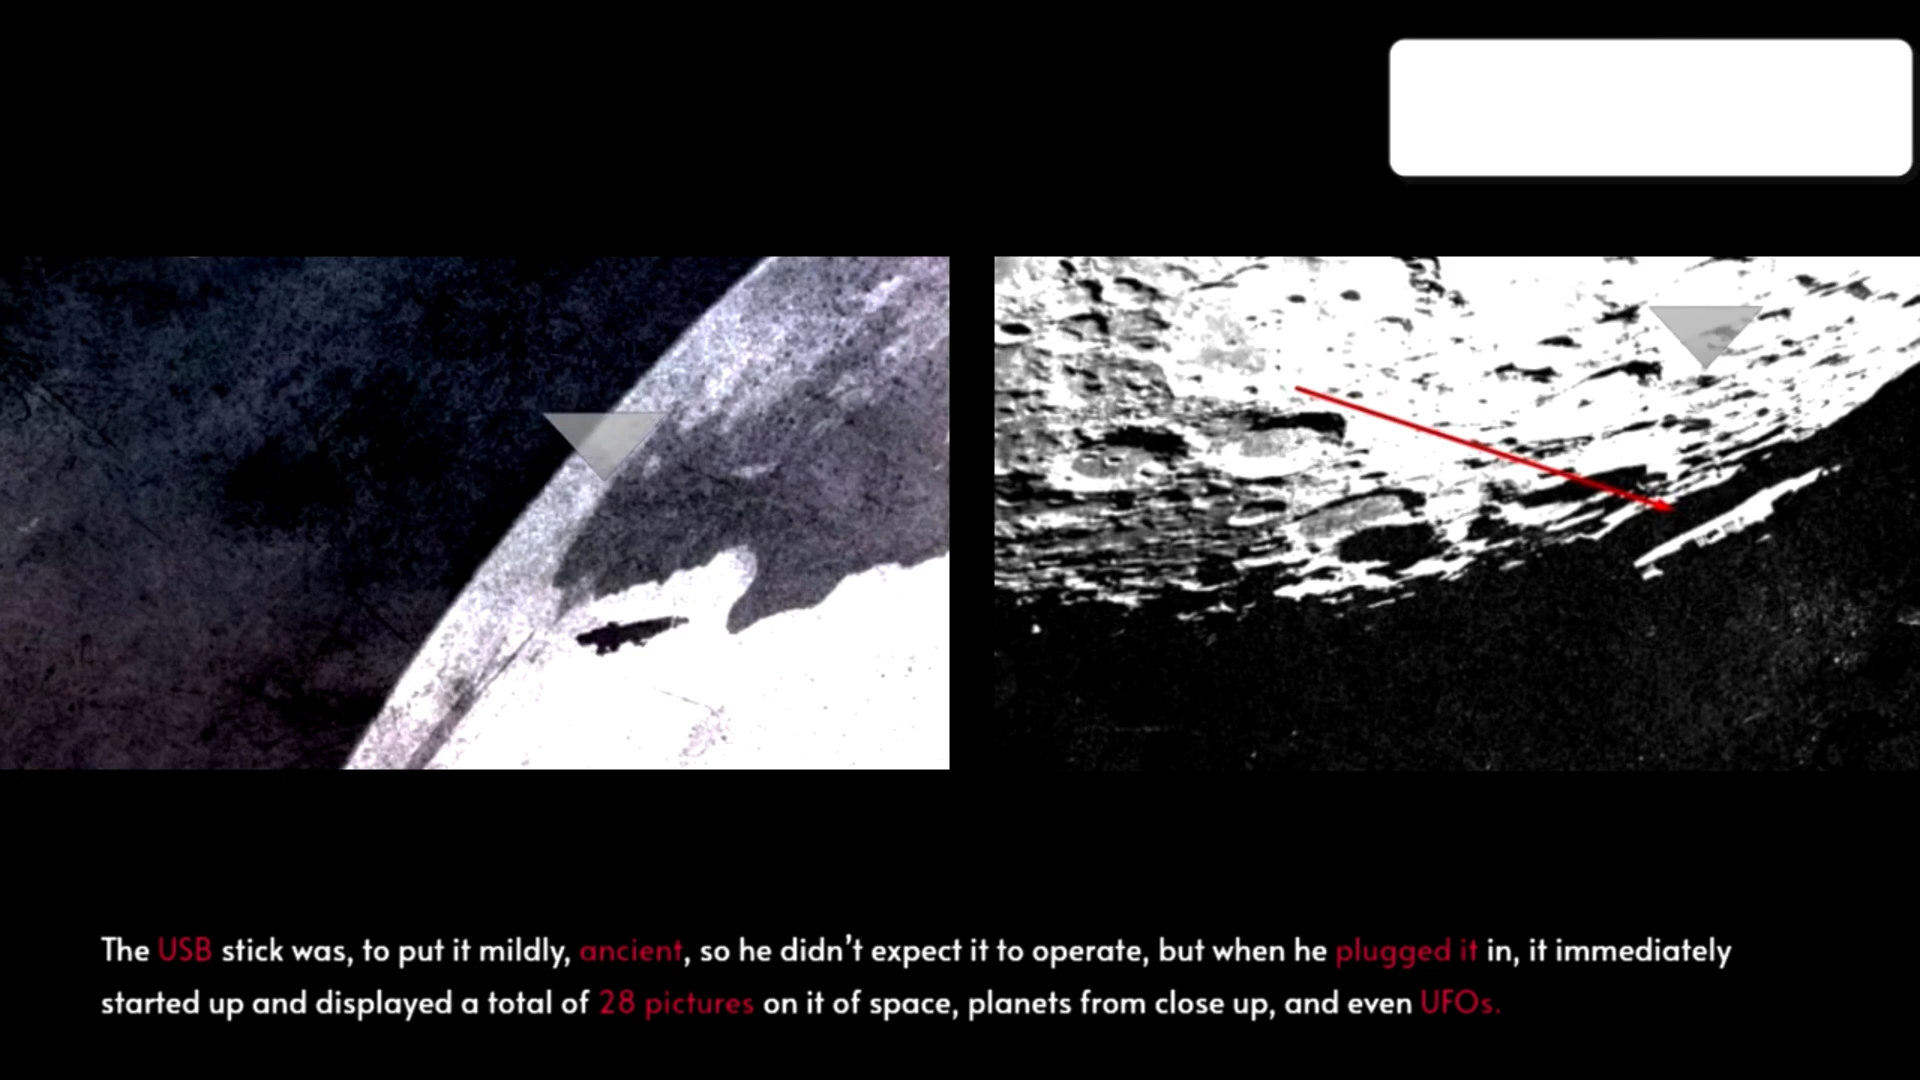 The USB stick was, to put it mildly, ancient, so he didn’t expect it to operate, but when he plugged it in, it immediately
started up and displayed a total of 28 pictures on it of space, planets from close up, and even UFOs.